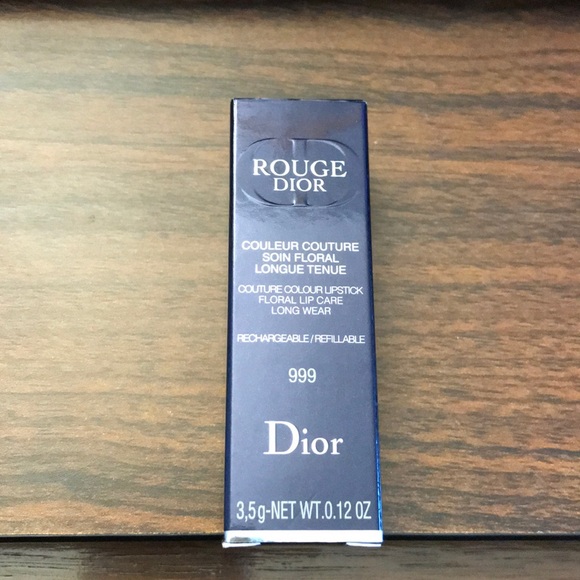 ROUGE
DIOR
COULEUR COUTURE
SOIN FLORAL
LONGUE TENUE
COUTURE COLOUR LIPSTICK
FLORAL LIP CARE
LONG WEAR
RECHARGEABLE/REFILLABLE
999
Dior
3,5g-NET WT.0.12 OZ